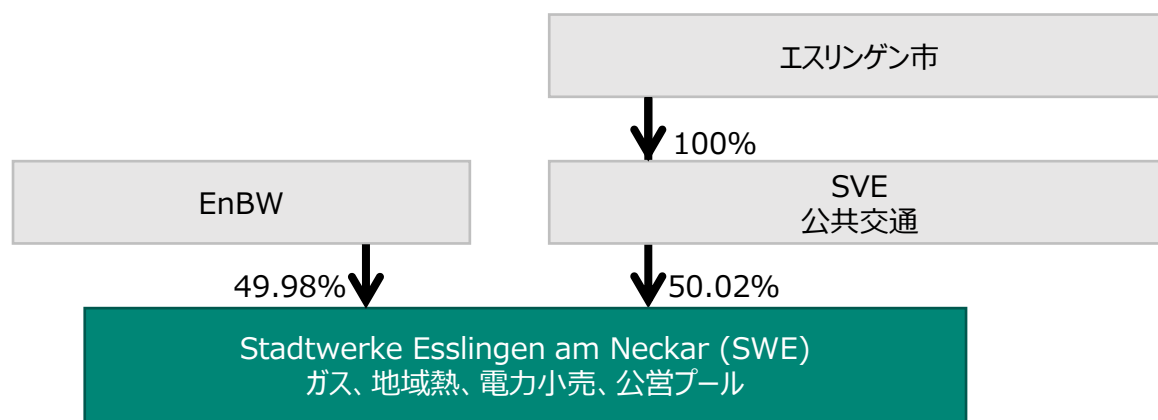 エスリンゲン市
100%
EnBW
SVE
公共交通
49.98%
50.02%
Stadtwerke Esslingen am Neckar (SWE)
ガス、地域熱、電力小売、公営プール